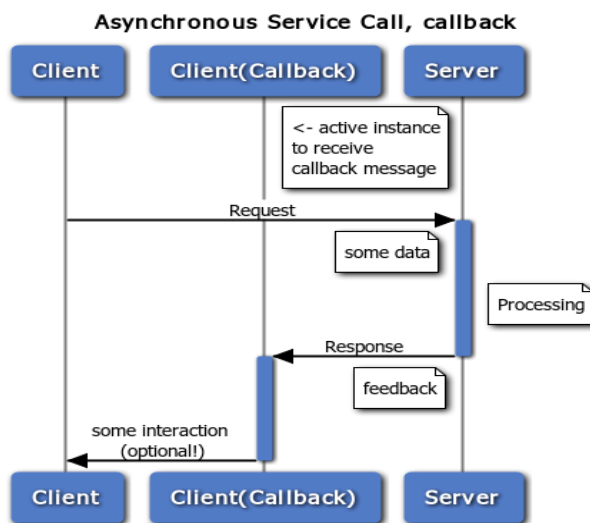 Asynchronous Service Call, callback
Client
Client(Callback)
Server
<- active instance
to receive
callback message
Request
some data
Processing
Response
feedback
some interaction
(optional!)
Client
Client(Callback)
Server